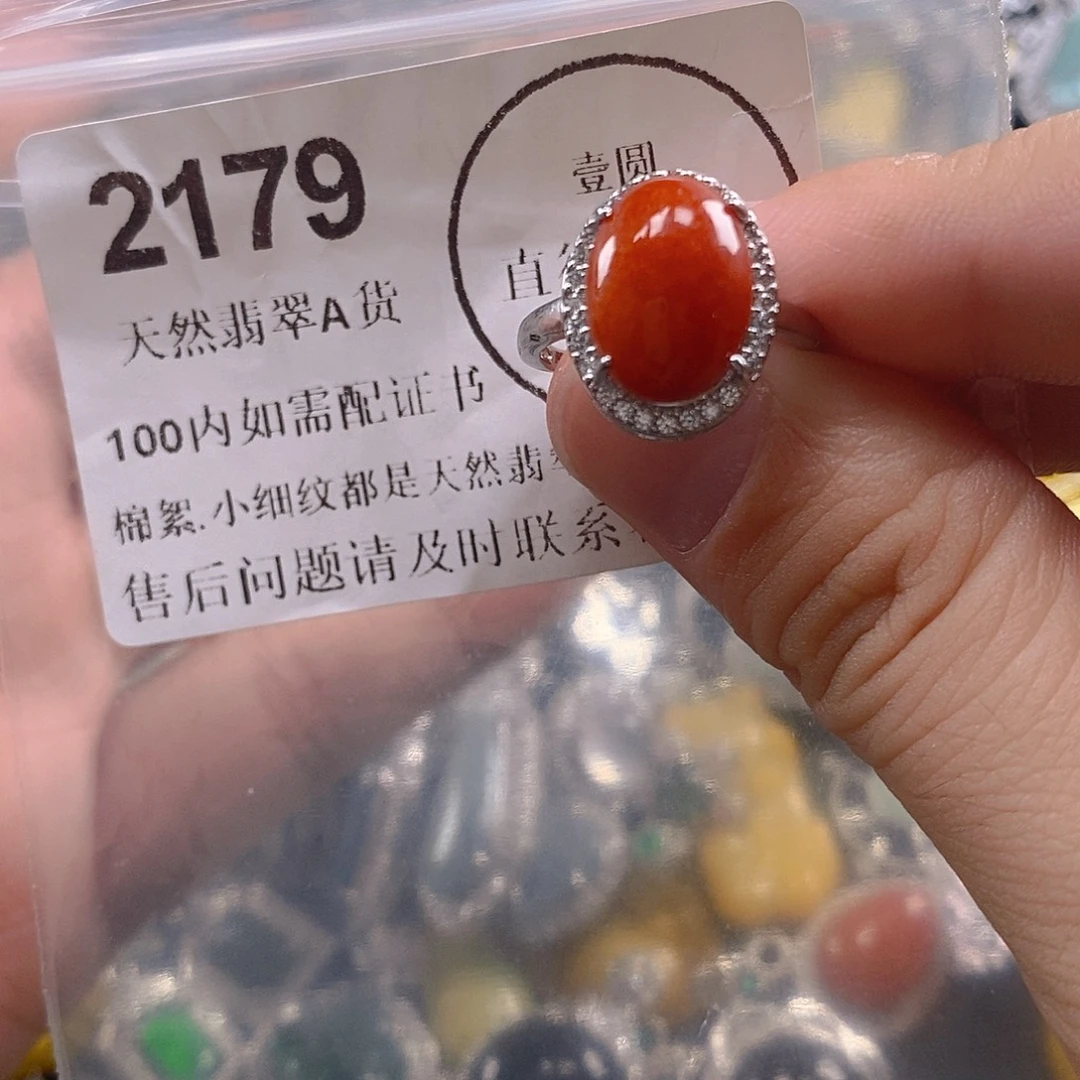 2179
天然翡翠A货
100内如需配证书
棉絮.小细纹都是天然翡
售后问题请及时联系
壹圆
直